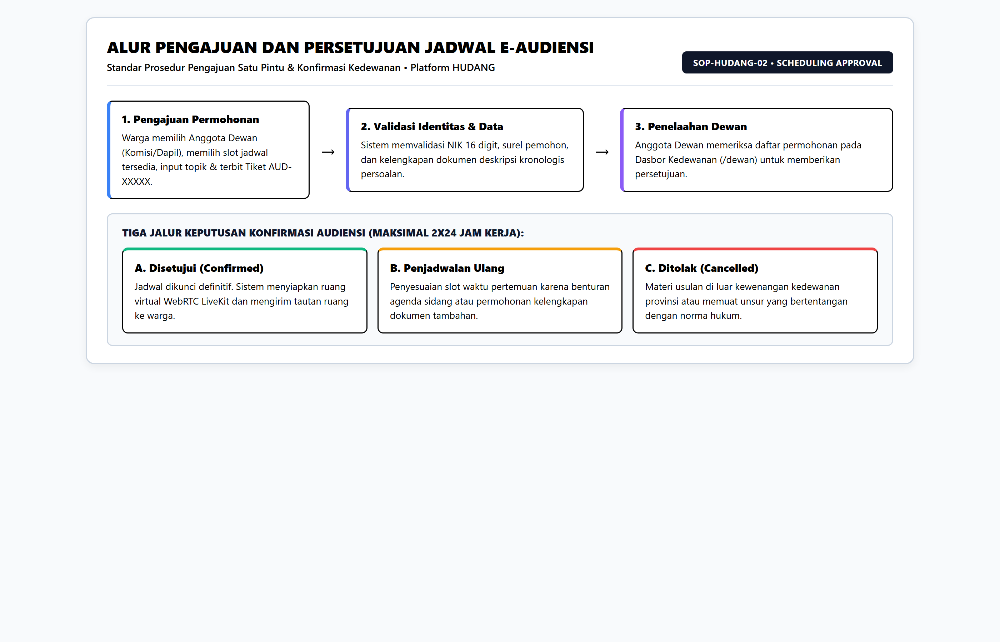 ALUR PENGAJUAN DAN PERSETUJUAN JADWAL E-AUDIENSI
Standar Prosedur Pengajuan Satu Pintu & Konfirmasi Kedewanan • Platform HUDANG
SOP-HUDANG-02 • SCHEDULING APPROVAL
1. Pengajuan Permohonan
Warga memilih Anggota Dewan
(Komisi/Dapil), memilih slot jadwal
tersedia, input topik & terbit Tiket AUD-
XXXXX.
→
2. Validasi Identitas & Data
Sistem memvalidasi NIK 16 digit, surel pemohon,
dan kelengkapan dokumen deskripsi kronologis
persoalan.
→
3. Penelaahan Dewan
Anggota Dewan memeriksa daftar permohonan pada
Dasbor Kedewanan (/dewan) untuk memberikan
persetujuan.
TIGA JALUR KEPUTUSAN KONFIRMASI AUDIENSI (MAKSIMAL 2X24 JAM KERJA):
A. Disetujui (Confirmed)
Jadwal dikunci definitif. Sistem menyiapkan ruang
virtual WebRTC LiveKit dan mengirim tautan ruang
ke warga.
B. Penjadwalan Ulang
Penyesuaian slot waktu pertemuan karena benturan
agenda sidang atau permohonan kelengkapan
dokumen tambahan.
C. Ditolak (Cancelled)
Materi usulan di luar kewenangan kedewanan
provinsi atau memuat unsur yang bertentangan
dengan norma hukum.